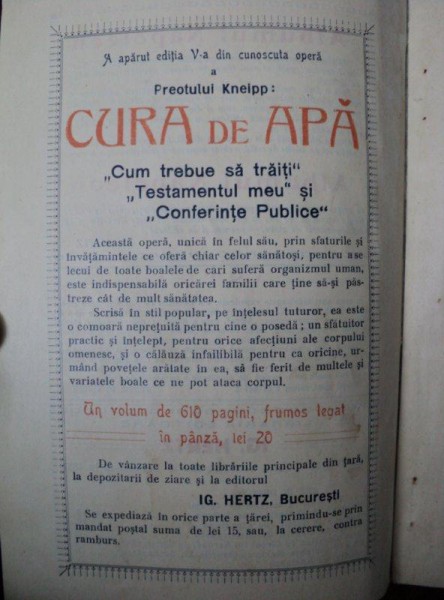 A apărut ediția V-a din cunoscuta operă
a
Preotului Kneipp:
CURA DE APĂ
„Cum trebue să trăiți"
„Testamentul meu" și
„Conferințe Publice"
Această operă, unică în felul său, prin sfaturile și
învățămintele ce oferă chiar celor sănătoși, pentru a se
lecui de toate boalele de cari suferă organizmul uman,
este indispensabilă oricărei familii care ține să-și păs-
treze cât de mult sănătatea.
Scrisă în stil popular, pe înțelesul tuturor, ea este
o comoară neprețuită pentru cine o posedă ; un sfătuitor
practic și înțelept, pentru orice afecțiuni ale corpului
omenesc, și o călăuză infailibilă pentru ca oricine, ur-
mând povețele arătate în ea, să fie ferit de multele și
variatele boale ce ne pot ataca corpul.
Un volum de 610 pagini, frumos legat
în pânză, lei 20
De vânzare la toate librăriile principale din țară,
la depozitarii de ziare și la editorul
IG. HERTZ, București
Se expediază în orice parte a țărei, primindu-se prin
mandat poștal suma de lei 15, sau, la cerere, contra
ramburs.